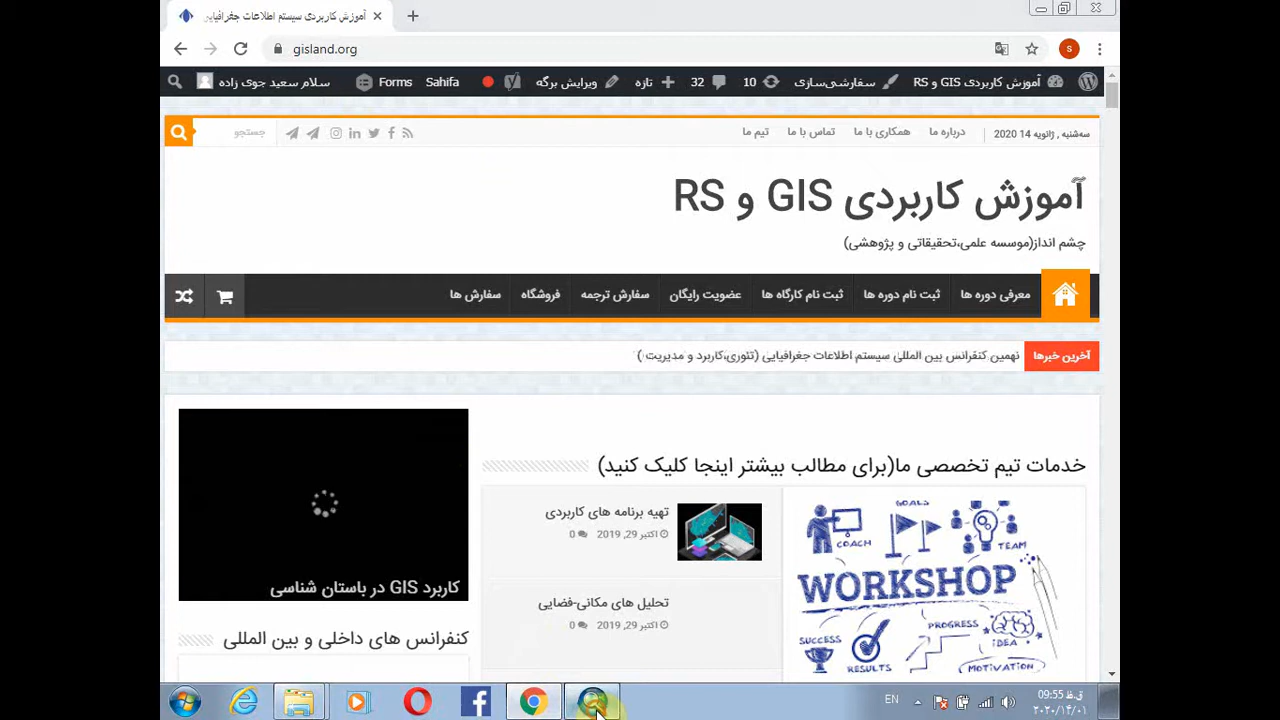 آموزش کاربردی سیستم اطلاعات جغرافیایی
gisland.org
s
آموزش کاربردی GIS و RS
سفارشی‌سازی
10
32
تازه
ویرایش برگه
Sahifa
Forms
سلام سعید جوی زاده
سه‌شنبه , ژانویه 14 2020
درباره ما
همکاری با ما
تماس با ما
تیم ما
جستجو
آموزش کاربردی GIS و RS
چشم انداز(موسسه علمی،تحقیقاتی و پژوهشی)
معرفی دوره ها
ثبت نام دوره ها
ثبت نام کارگاه ها
عضویت رایگان
سفارش ترجمه
فروشگاه
سفارش ها
آخرین خبرها
نهمین کنفرانس بین المللی سیستم اطلاعات جغرافیایی (تئوری،کاربرد و مدیریت )
خدمات تیم تخصصی ما(برای مطالب بیشتر اینجا کلیک کنید)
GOALS
COACH
TEAM
WORKSHOP
SUCCESS
PROGRESS
IDEA
RESULTS
MOTIVATION
تهیه برنامه های کاربردی
اکتبر 29, 2019
0
تحلیل های مکانی-فضایی
اکتبر 29, 2019
0
کاربرد GIS در باستان شناسی
کنفرانس های داخلی و بین المللی
EN
09:55 ق.ظ
۲۰۲۰/۱۴/۰۱